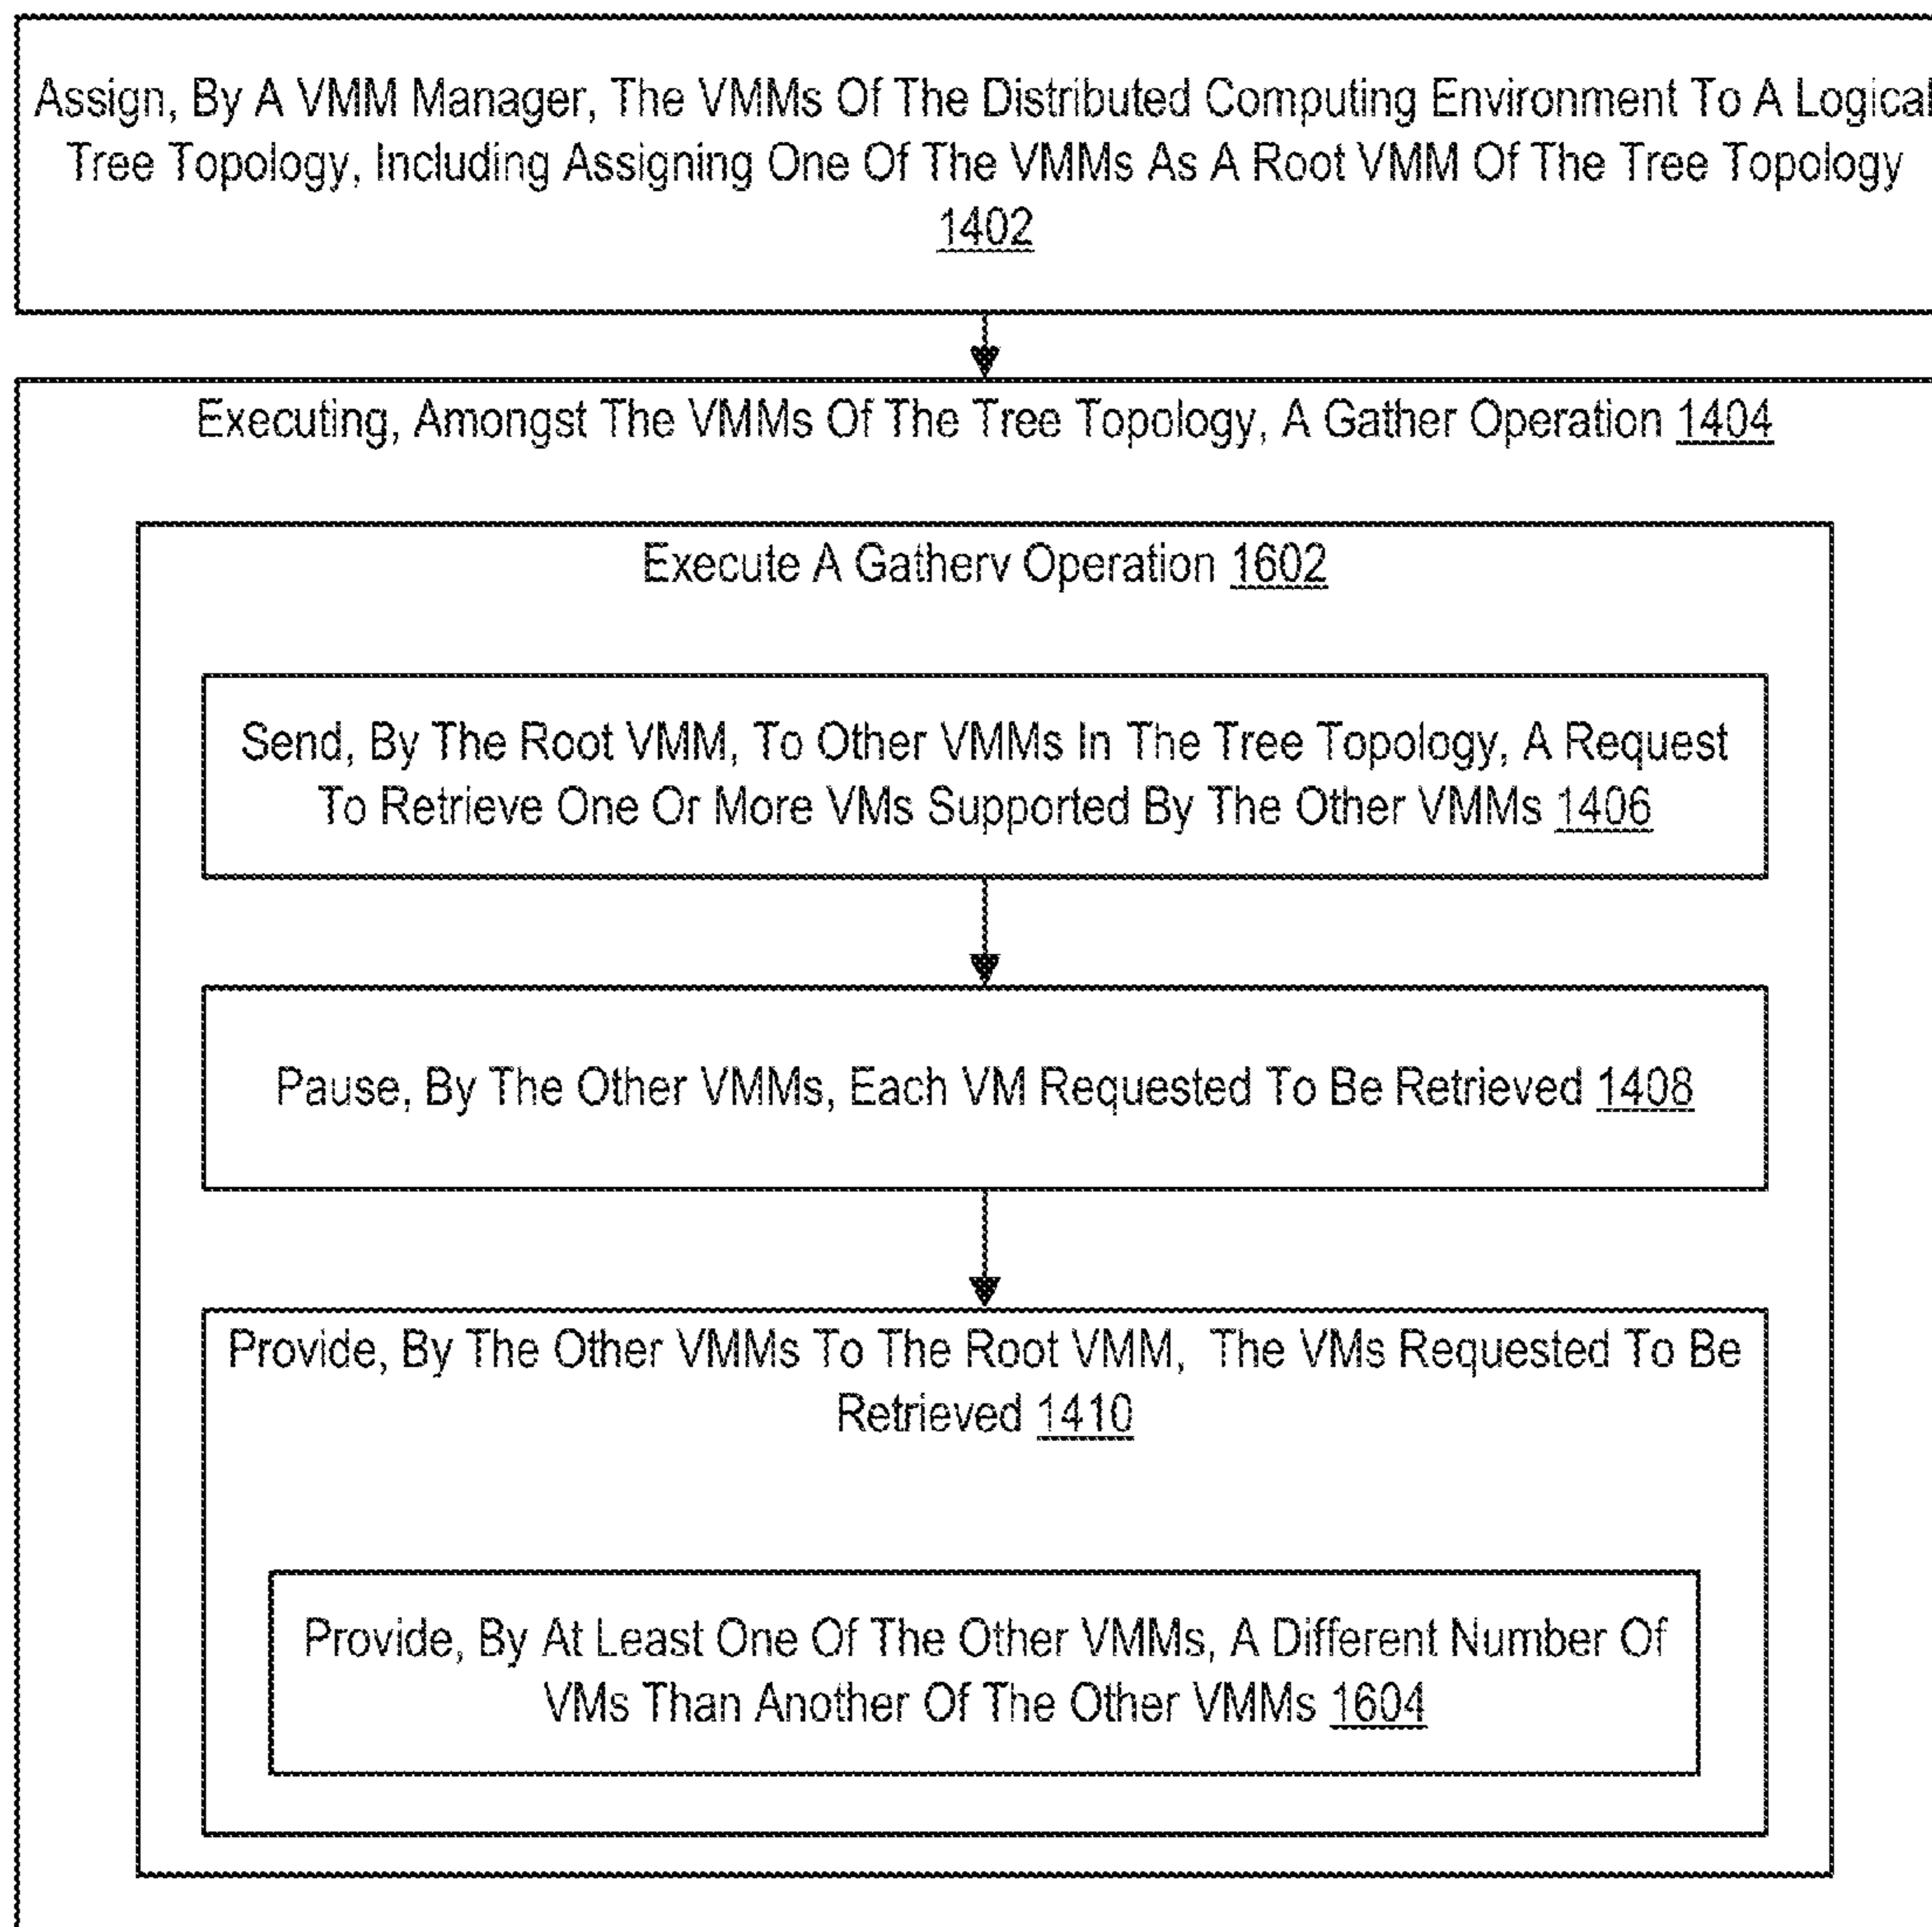 Assign, By A VMM Manager, The VMMs Of The Distributed Computing Environment To A Logical
Tree Topology, Including Assigning One Of The VMMs As A Root VMM Of The Tree Topology
1402
Executing, Amongst The VMMs Of The Tree Topology, A Gather Operation 1404
Execute A Gatherv Operation 1602
Send, By The Root VMM, To Other VMMs In The Tree Topology, A Request
To Retrieve One Or More VMs Supported By The Other VMMs 1406
Pause, By The Other VMMs, Each VM Requested To Be Retrieved 1408
Provide, By The Other VMMs To The Root VMM, The VMs Requested To Be
Retrieved 1410
Provide, By At Least One Of The Other VMMs, A Different Number Of
VMs Than Another Of The Other VMMs 1604